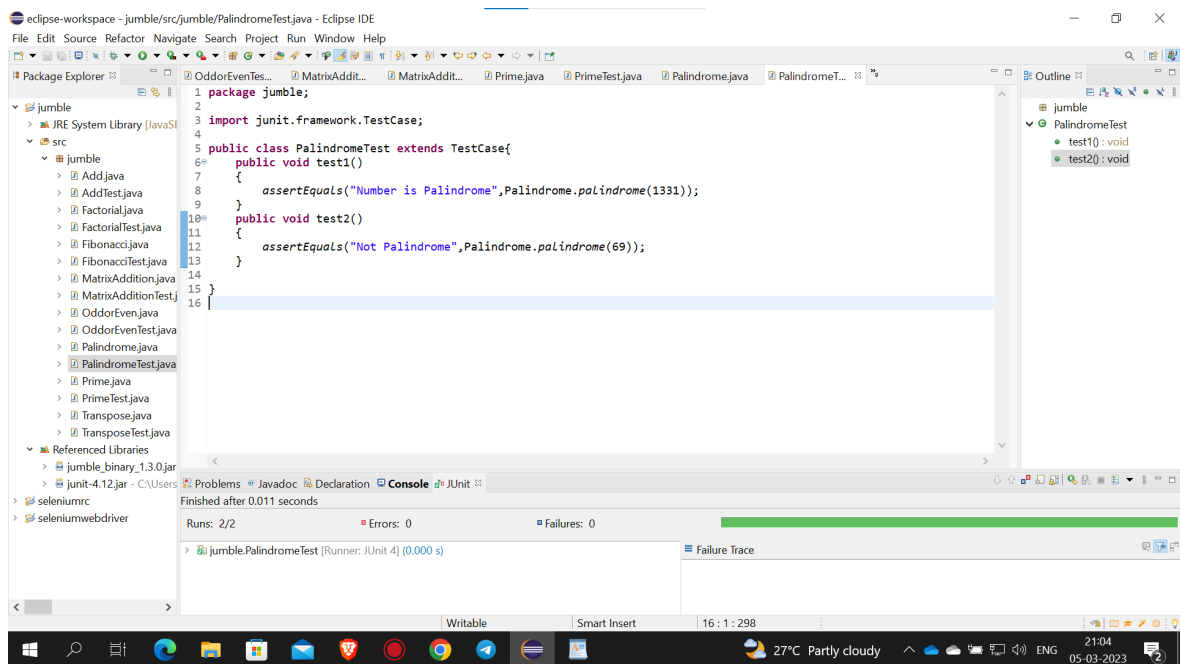 eclipse-workspace - jumble/src/jumble/PalindromeTest.java - Eclipse IDE
File Edit Source Refactor Navigate Search Project Run Window Help
Package Explorer
OddorEvenTes... MatrixAddit... MatrixAddit... Prime.java PrimeTest.java Palindrome.java PalindromeT...
jumble
JRE System Library [JavaSE
src
jumble
Add.java
AddTest.java
Factorial.java
FactorialTest.java
Fibonacci.java
FibonacciTest.java
MatrixAddition.java
MatrixAdditionTest.j
OddorEven.java
OddorEvenTest.java
Palindrome.java
PalindromeTest.java
Prime.java
PrimeTest.java
Transpose.java
TransposeTest.java
Referenced Libraries
jumble_binary_1.3.0.jar
junit-4.12.jar - C:\Users
seleniumrc
seleniumwebdriver
1 package jumble;
2
3 import junit.framework.TestCase;
4
5 public class PalindromeTest extends TestCase{
6 public void test1()
7 {
8 assertEquals("Number is Palindrome",Palindrome.palindrome(1331));
9 }
10 public void test2()
11 {
12 assertEquals("Not Palindrome",Palindrome.palindrome(69));
13 }
14
15 }
16
Outline
jumble
PalindromeTest
test1() : void
test2() : void
Problems Javadoc Declaration Console JUnit
Finished after 0.011 seconds
Runs: 2/2 Errors: 0 Failures: 0
jumble.PalindromeTest [Runner: JUnit 4] (0.000 s)
Failure Trace
Writable Smart Insert 16 : 1 : 298
27°C Partly cloudy ENG
21:04
05-03-2023
2